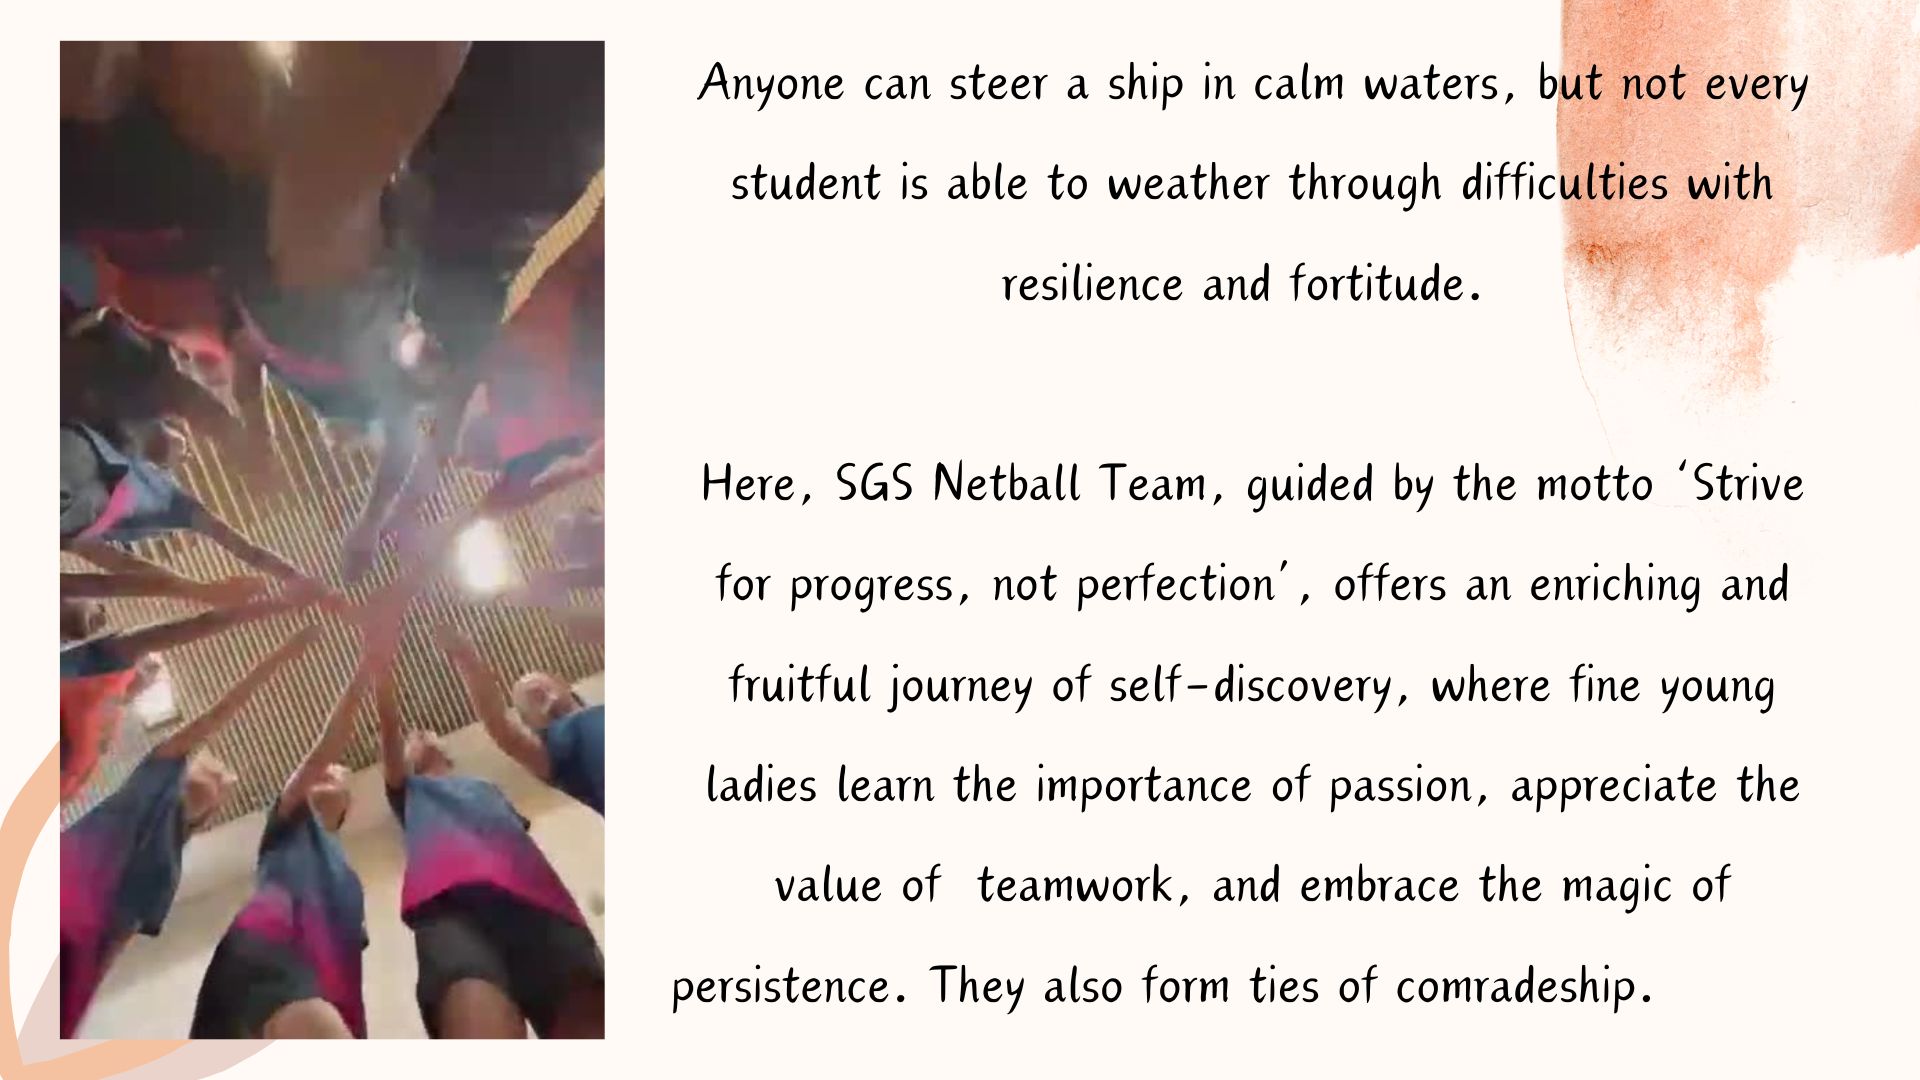 Anyone can steer a ship in calm waters, but not every
student is able to weather through difficulties with
resilience and fortitude.
Here, SGS Netball Team, guided by the motto ‘Strive
for progress, not perfection’, offers an enriching and
fruitful journey of self-discovery, where fine young
ladies learn the importance of passion, appreciate the
value of  teamwork, and embrace the magic of
persistence. They also form ties of comradeship.